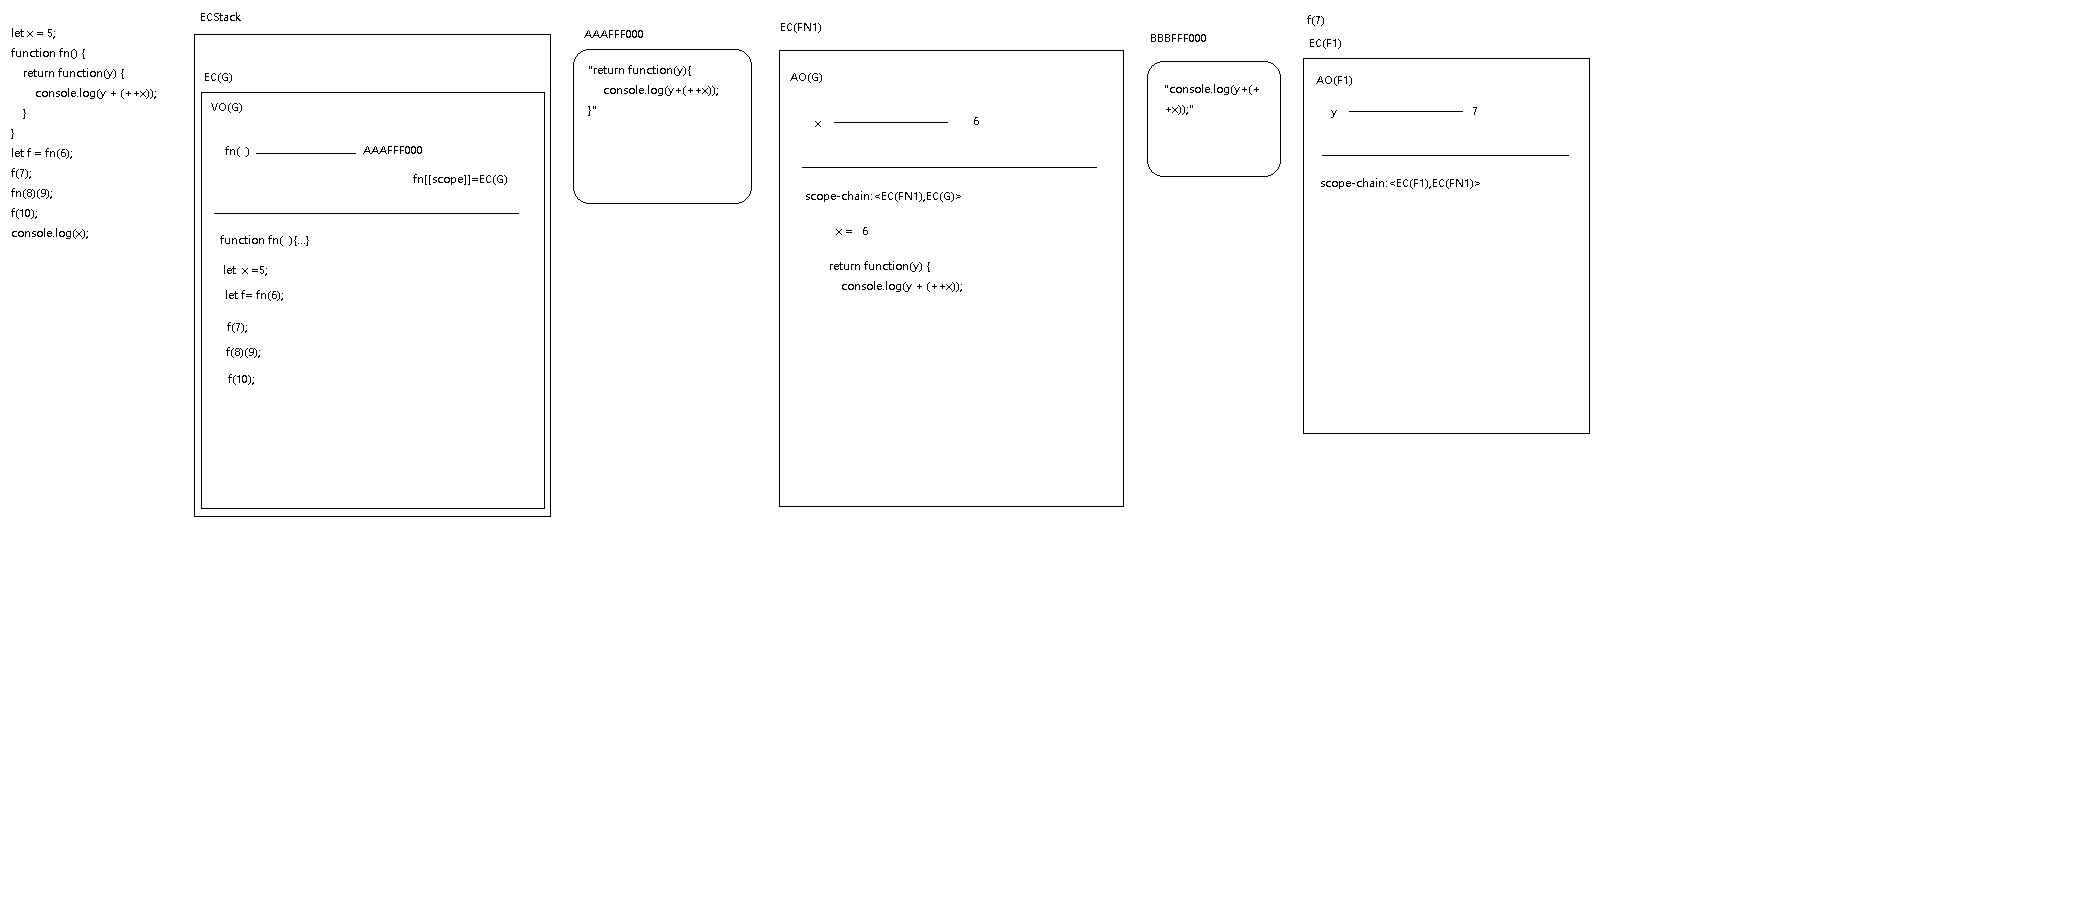 let x = 5;
function fn() {
return function(y) {
console.log(y + (++x));
}
}
let f = fn(6);
f(7);
fn(8)(9);
f(10);
console.log(x);
ECStack
EC(G)
VO(G)
fn( ) AAAFFF000
fn[[scope]]=EC(G)
function fn( ){...}
let x =5;
let f= fn(6);
f(7);
f(8)(9);
f(10);
AAAFFF000
"return function(y){
console.log(y+(++x));
}"
EC(FN1)
AO(G)
x 6
scope-chain:<EC(FN1),EC(G)>
x = 6
return function(y) {
console.log(y + (++x));
BBBFFF000
"console.log(y+(+
+x));"
f(7)
EC(F1)
AO(F1)
y 7
scope-chain:<EC(F1),EC(FN1)>